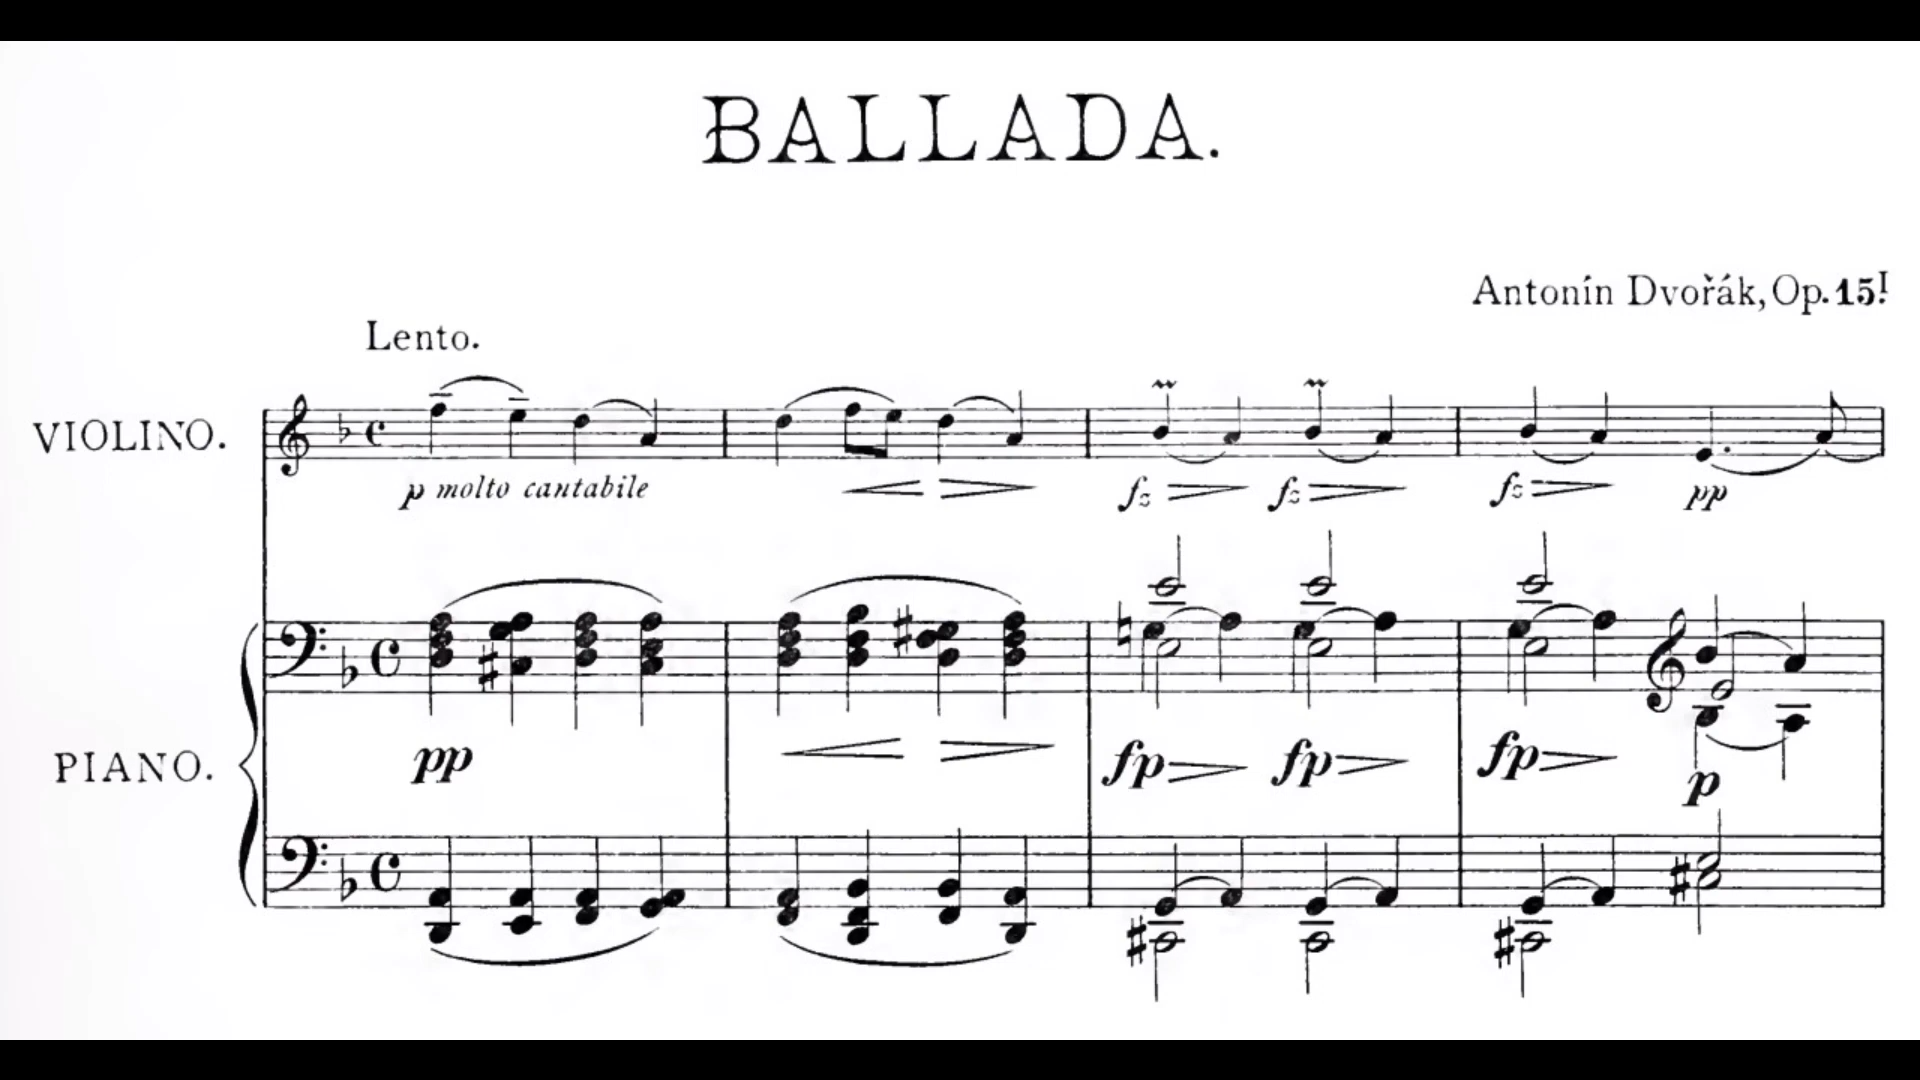 BALLADA.
Antonín Dvořák, Op. 15!
Lento.
VIOLINO.
p molto cantabile
fz fz fz pp
PIANO.
pp fp fp fp p